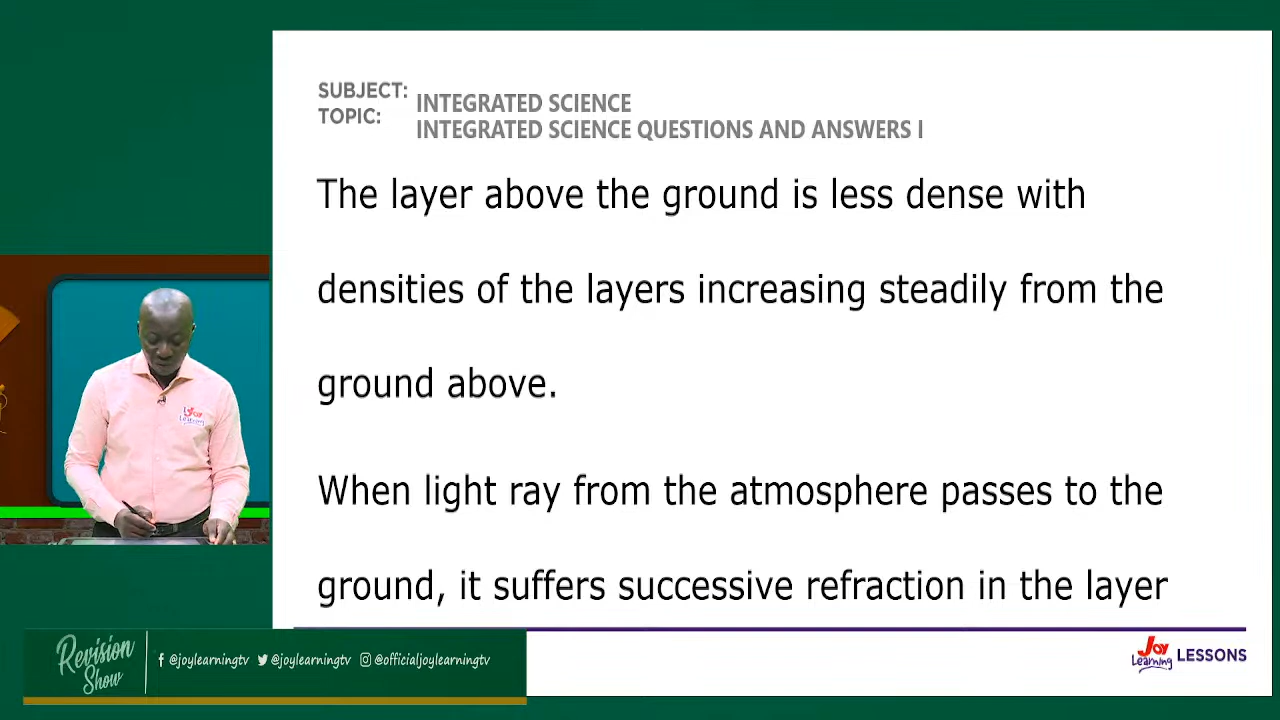 SUBJECT: INTEGRATED SCIENCE
TOPIC: INTEGRATED SCIENCE QUESTIONS AND ANSWERS I
The layer above the ground is less dense with
densities of the layers increasing steadily from the
ground above.
When light ray from the atmosphere passes to the
ground, it suffers successive refraction in the layer
Joy
Learning
Revision
Show
@joylearningtv @joylearningtv @officialjoylearningtv
Joy
Learning LESSONS